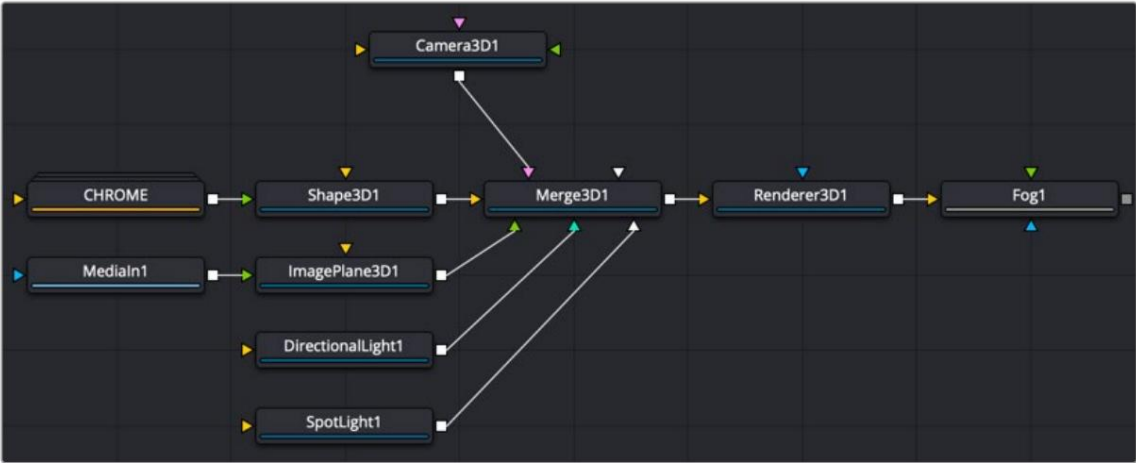 Camera3D1
CHROME
Shape3D1
Merge3D1
Renderer3D1
Fog1
MediaIn1
ImagePlane3D1
DirectionalLight1
SpotLight1